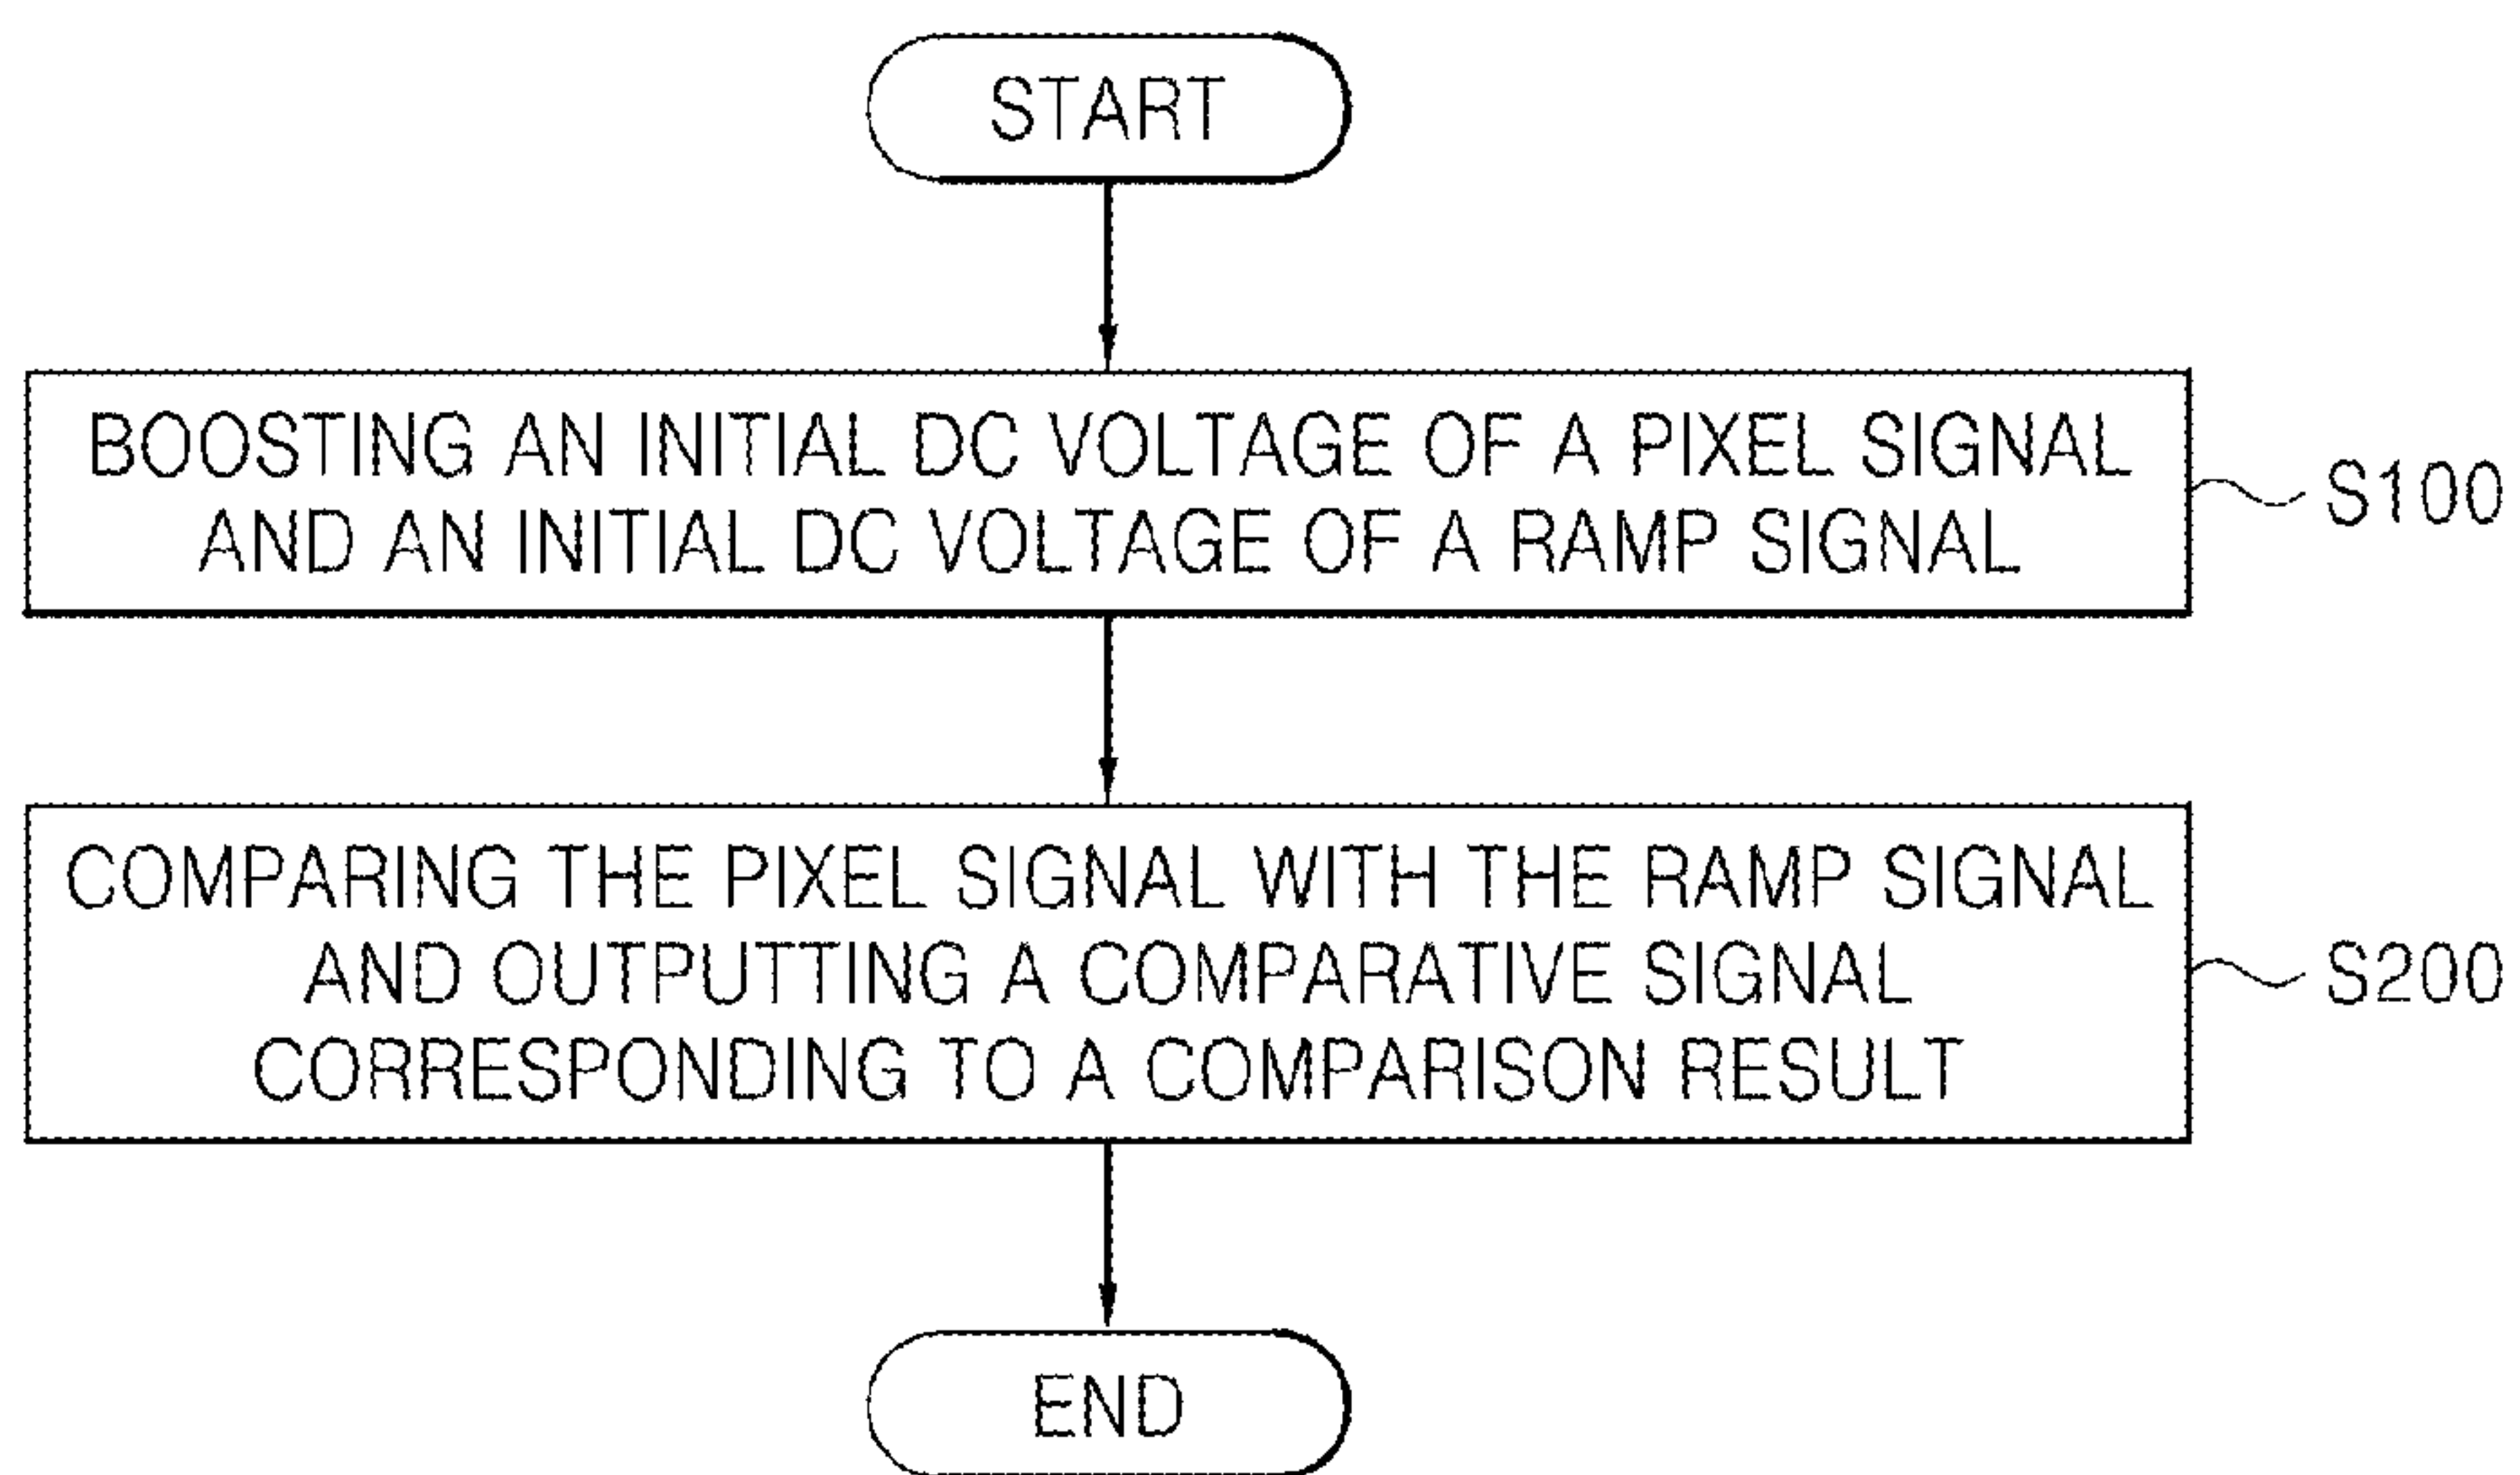 START
BOOSTING AN INITIAL DC VOLTAGE OF A PIXEL SIGNAL
AND AN INITIAL DC VOLTAGE OF A RAMP SIGNAL
S100
COMPARING THE PIXEL SIGNAL WITH THE RAMP SIGNAL
AND OUTPUTTING A COMPARATIVE SIGNAL
CORRESPONDING TO A COMPARISON RESULT
S200
END